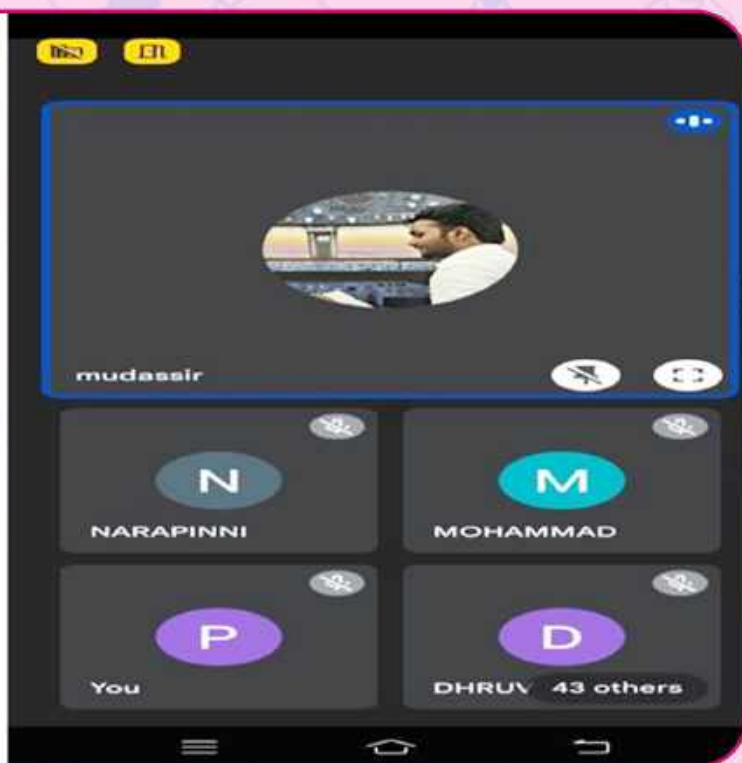 mudassir
N
M
NARAPINNI
MOHAMMAD
P
D
You
DHRUV
43 others